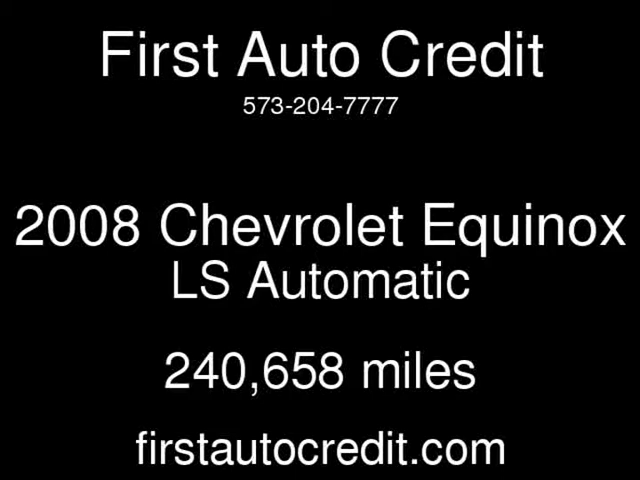 First Auto Credit
573-204-7777
2008 Chevrolet Equinox
LS Automatic
240,658 miles
firstautocredit.com